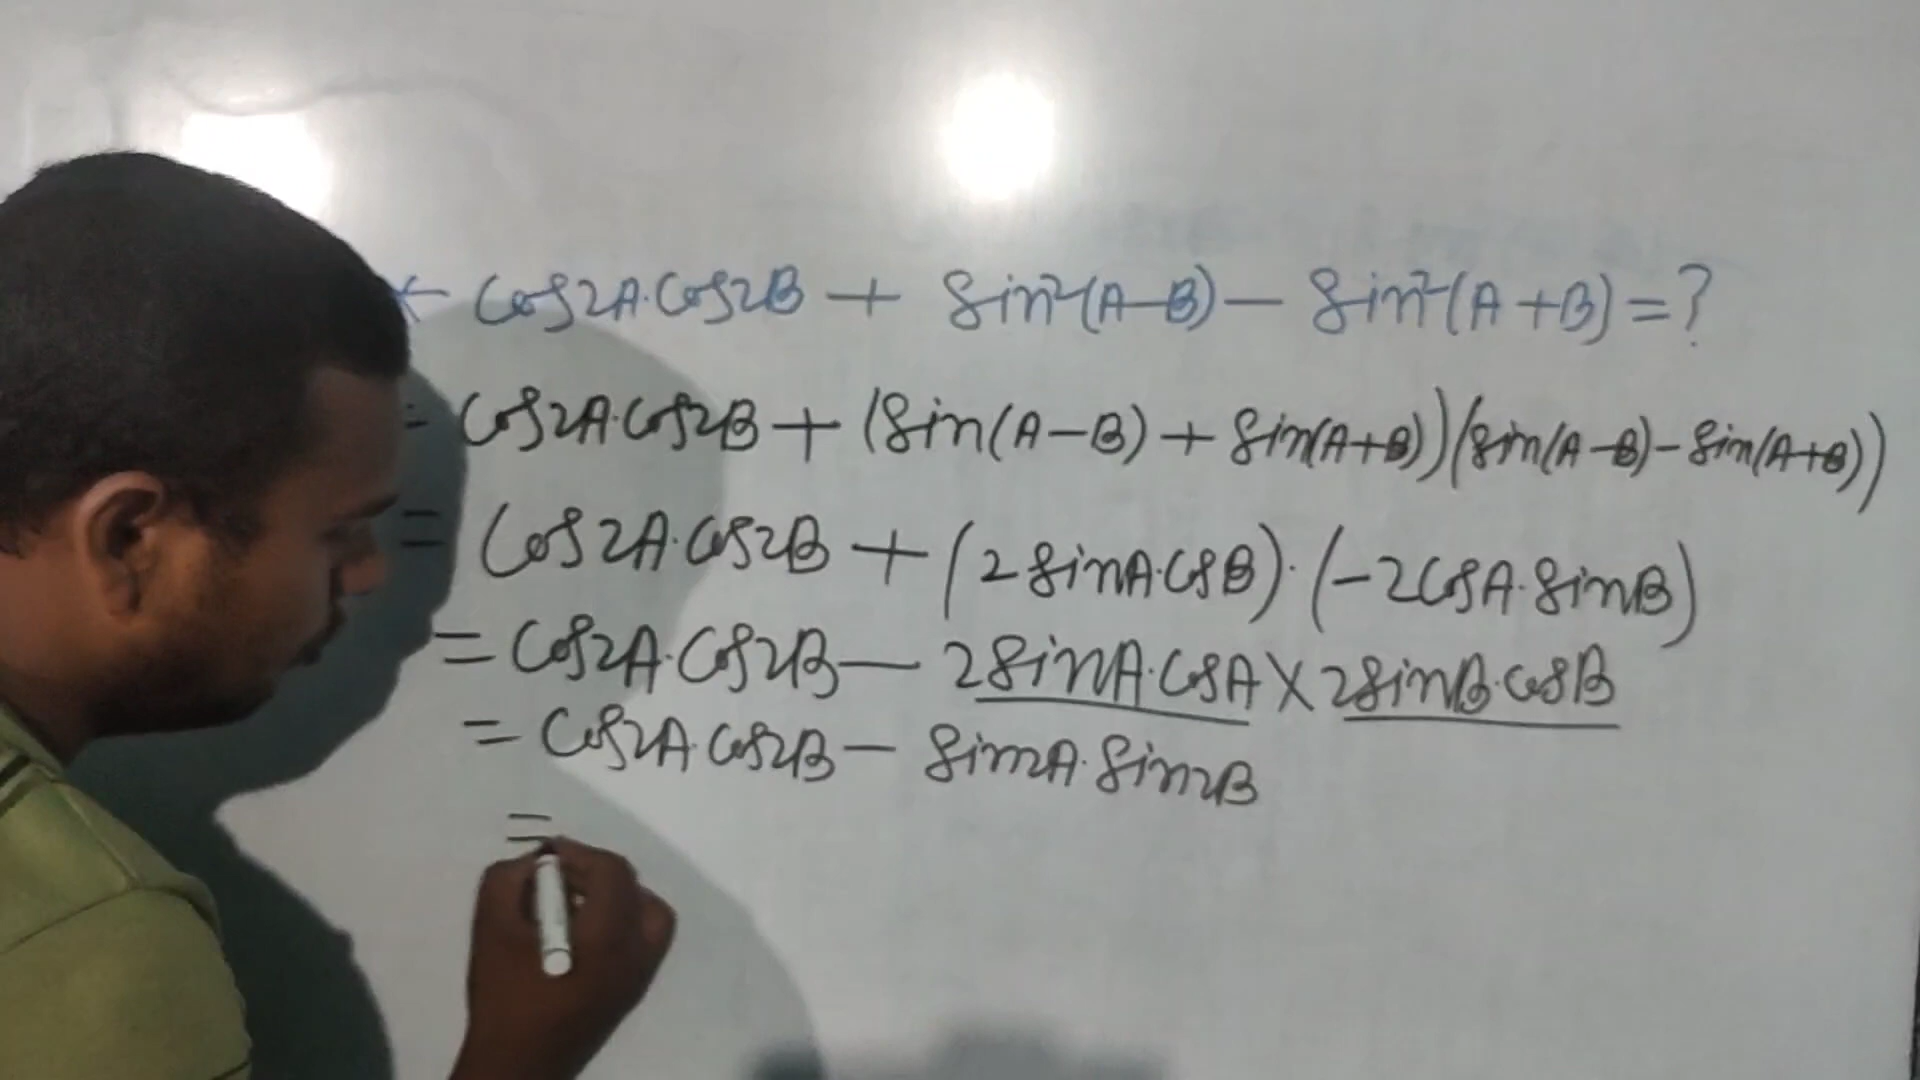 * cos2A.cos2B + sin²(A-B) - sin²(A+B) = ?
= cos2A.cos2B + (sin(A-B) + sin(A+B))(sin(A-B) - sin(A+B))
= cos2A.cos2B + (2sinA.cosB).(-2cosA.sinB)
= cos2A.cos2B - 2sinA.cosA × 2sinB.cosB
= cos2A.cos2B - sin2A.sin2B
=